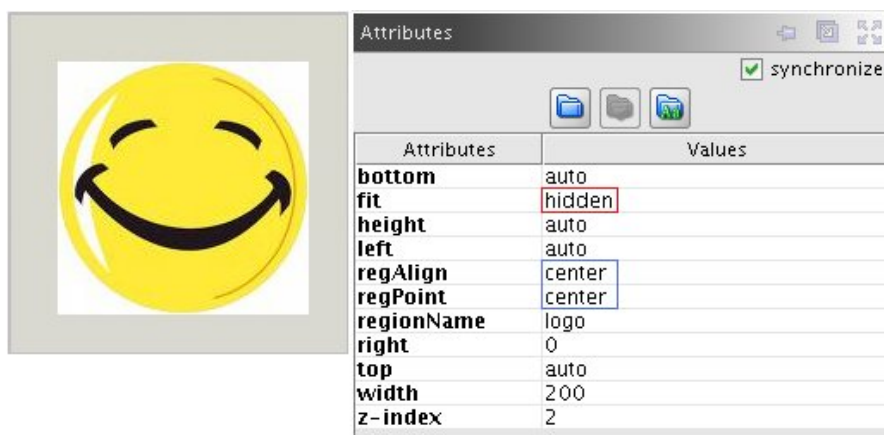 Attributes
synchronize
Attributes Values
bottom auto
fit hidden
height auto
left auto
regAlign center
regPoint center
regionName logo
right 0
top auto
width 200
z-index 2